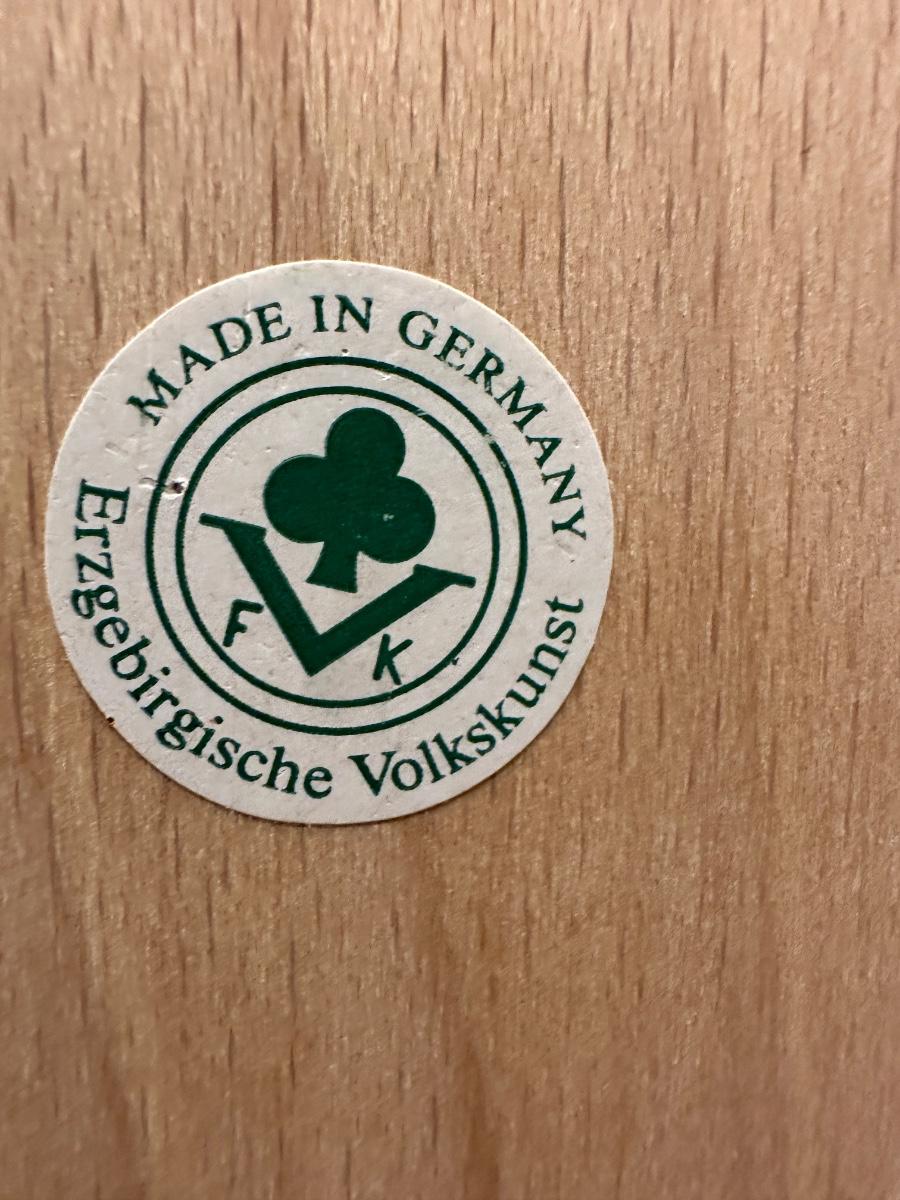 MADE IN GERMANY
F V K
Erzgebirgische Volkskunst